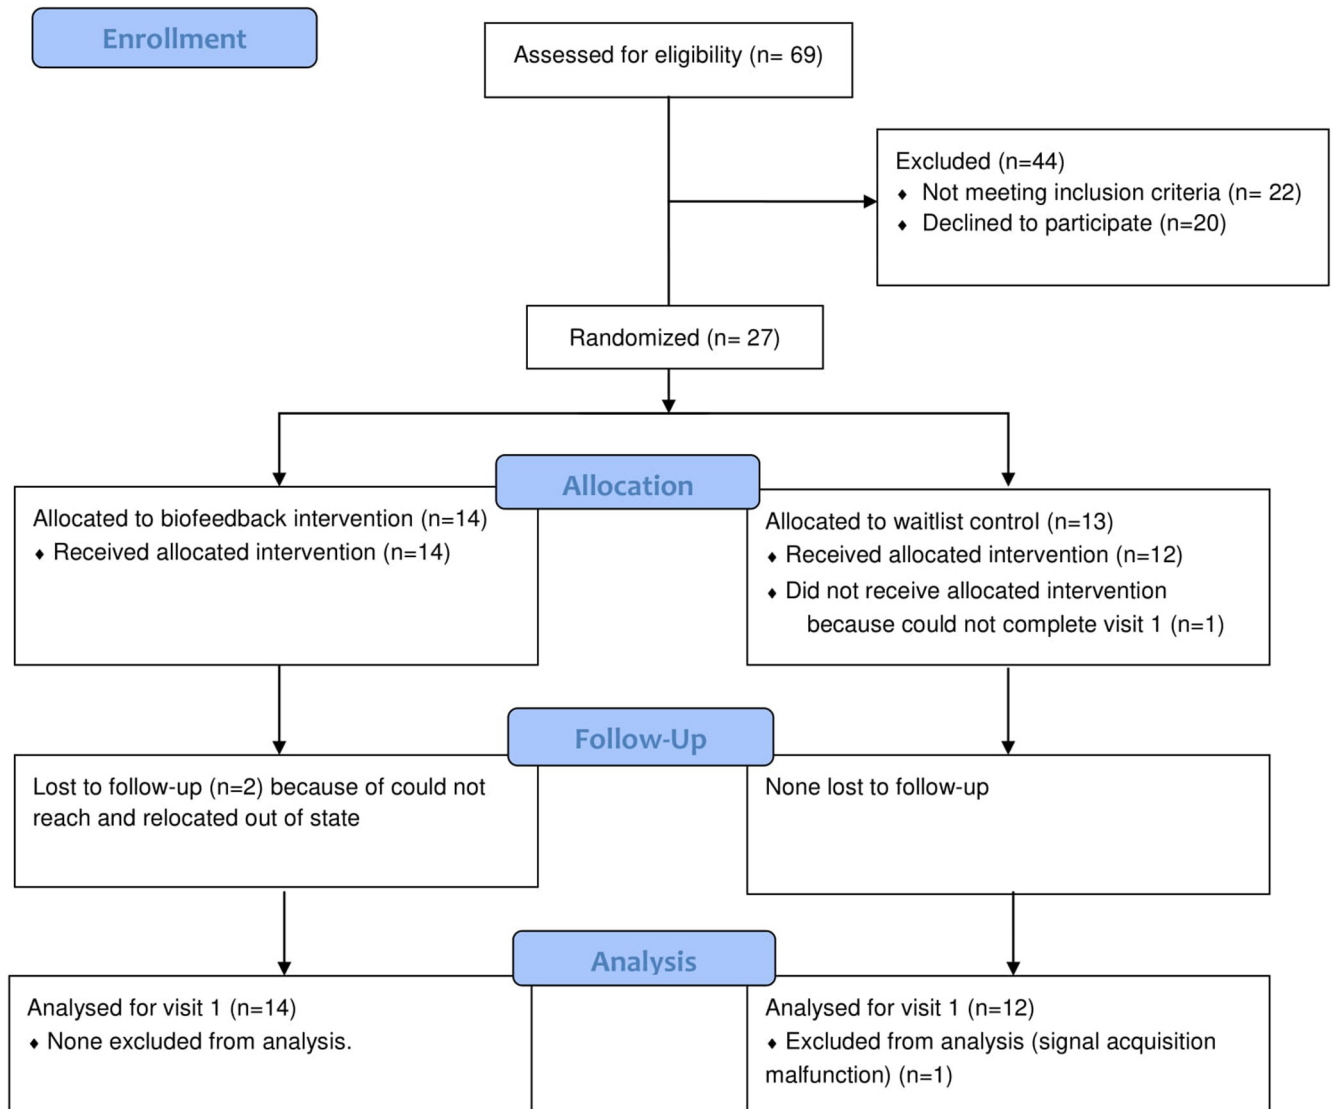 Enrollment
Assessed for eligibility (n= 69)
Excluded (n=44)
♦ Not meeting inclusion criteria (n= 22)
♦ Declined to participate (n=20)
Randomized (n= 27)
Allocation
Allocated to biofeedback intervention (n=14)
♦ Received allocated intervention (n=14)
Allocated to waitlist control (n=13)
♦ Received allocated intervention (n=12)
♦ Did not receive allocated intervention
because could not complete visit 1 (n=1)
Follow-Up
Lost to follow-up (n=2) because of could not
reach and relocated out of state
None lost to follow-up
Analysis
Analysed for visit 1 (n=14)
♦ None excluded from analysis.
Analysed for visit 1 (n=12)
♦ Excluded from analysis (signal acquisition
malfunction) (n=1)